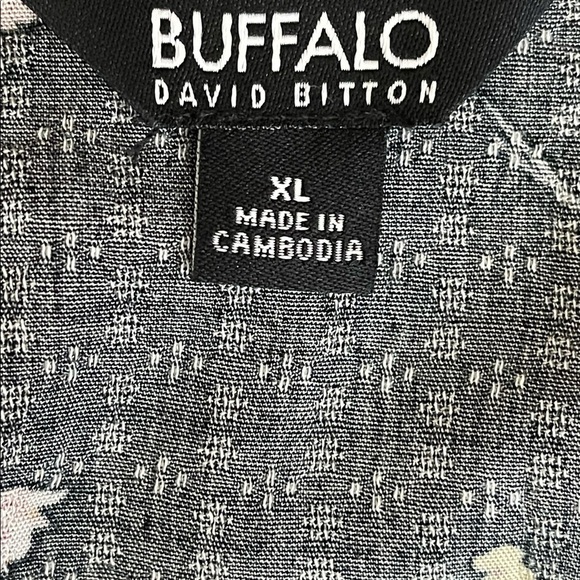 BUFFALO
DAVID BITTON
XL
MADE IN
CAMBODIA